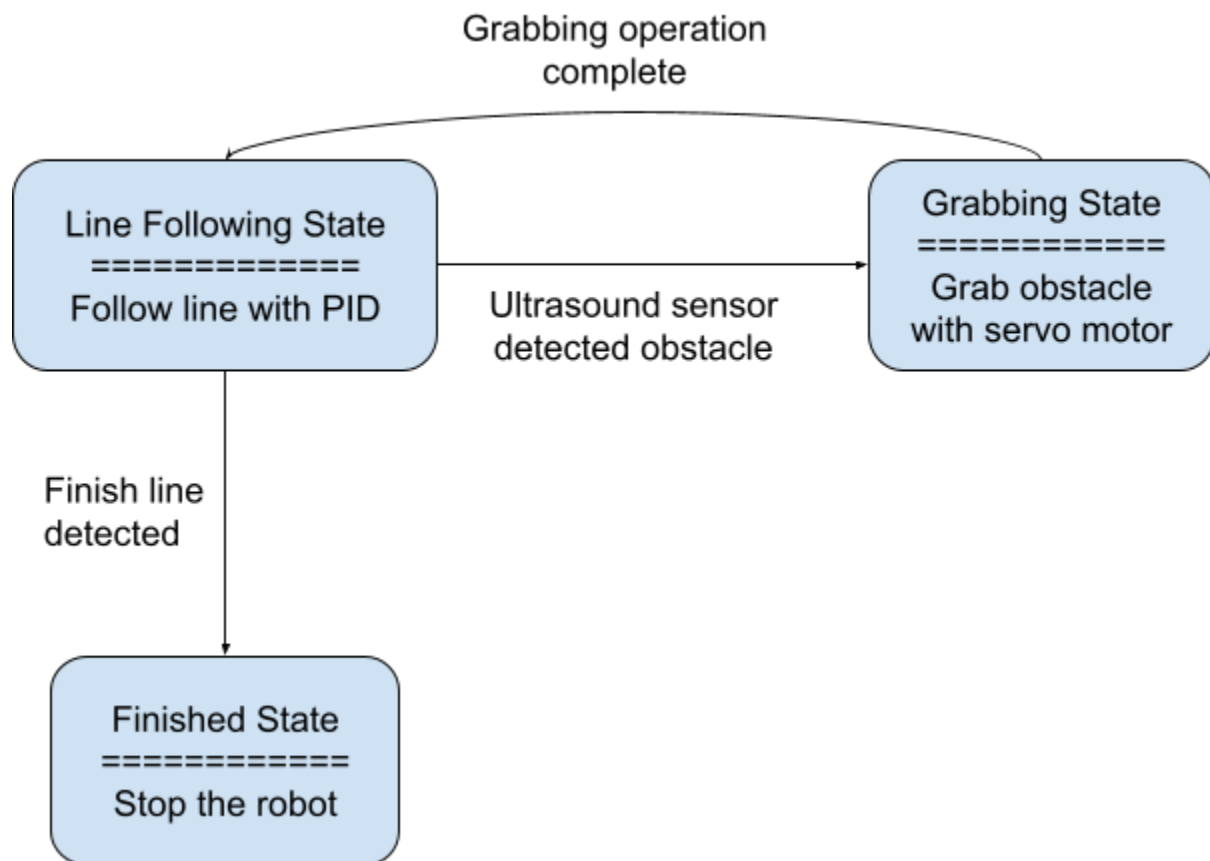 Grabbing operation
complete
Line Following State
=============
Follow line with PID
Grabbing State
============
Grab obstacle
with servo motor
Ultrasound sensor
detected obstacle
Finish line
detected
Finished State
============
Stop the robot